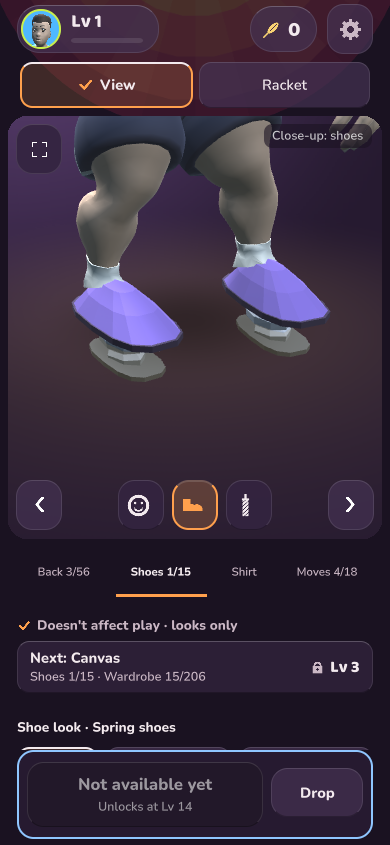 Lv 1
0
View
Racket
Close-up: shoes
Back 3/56
Shoes 1/15
Shirt
Moves 4/18
Doesn't affect play · looks only
Next: Canvas
Shoes 1/15 · Wardrobe 15/206
Lv 3
Shoe look · Spring shoes
Not available yet
Unlocks at Lv 14
Drop